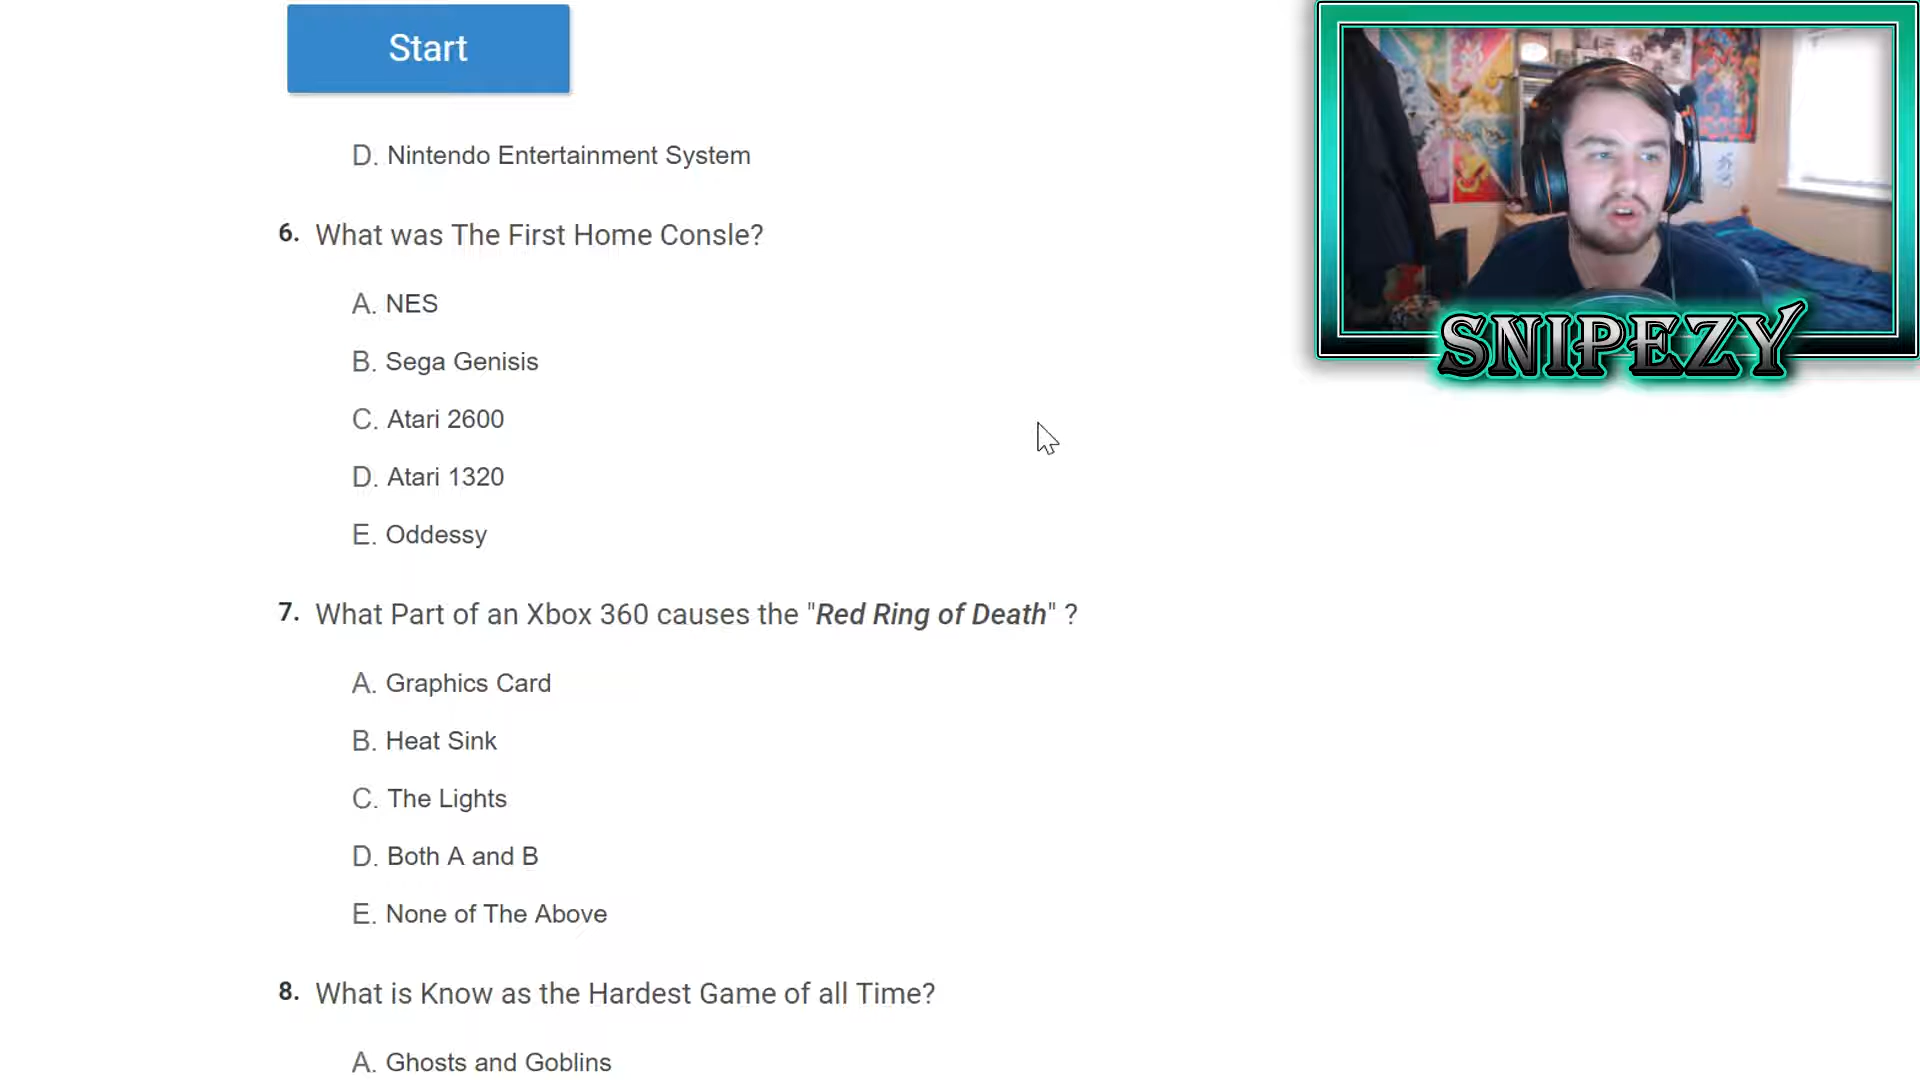 Start
D. Nintendo Entertainment System
6. What was The First Home Consle?
A. NES
B. Sega Genisis
C. Atari 2600
D. Atari 1320
E. Oddessy
7. What Part of an Xbox 360 causes the "Red Ring of Death" ?
A. Graphics Card
B. Heat Sink
C. The Lights
D. Both A and B
E. None of The Above
8. What is Know as the Hardest Game of all Time?
A. Ghosts and Goblins
SNIPEZY